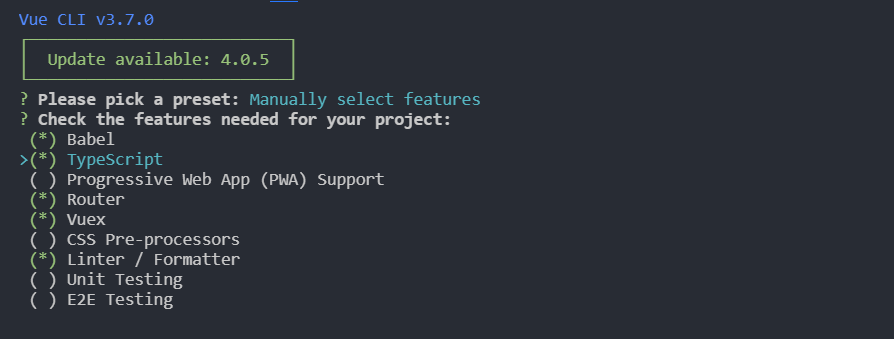 Vue CLI v3.7.0
Update available: 4.0.5
? Please pick a preset: Manually select features
? Check the features needed for your project:
(*) Babel
>(*) TypeScript
( ) Progressive Web App (PWA) Support
(*) Router
(*) Vuex
( ) CSS Pre-processors
(*) Linter / Formatter
( ) Unit Testing
( ) E2E Testing